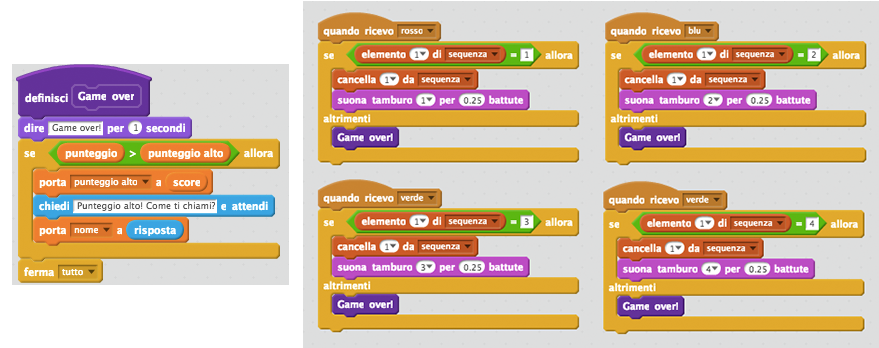 definisci Game over
dire Game over! per 1 secondi
se punteggio > punteggio alto allora
porta punteggio alto a score
chiedi Punteggio alto! Come ti chiami? e attendi
porta nome a risposta
ferma tutto
quando ricevo rosso
se elemento 1 di sequenza = 1 allora
cancella 1 da sequenza
suona tamburo 1 per 0.25 battute
altrimenti
Game over!
quando ricevo blu
se elemento 1 di sequenza = 2 allora
cancella 1 da sequenza
suona tamburo 2 per 0.25 battute
altrimenti
Game over!
quando ricevo verde
se elemento 1 di sequenza = 3 allora
cancella 1 da sequenza
suona tamburo 3 per 0.25 battute
altrimenti
Game over!
quando ricevo verde
se elemento 1 di sequenza = 4 allora
cancella 1 da sequenza
suona tamburo 4 per 0.25 battute
altrimenti
Game over!